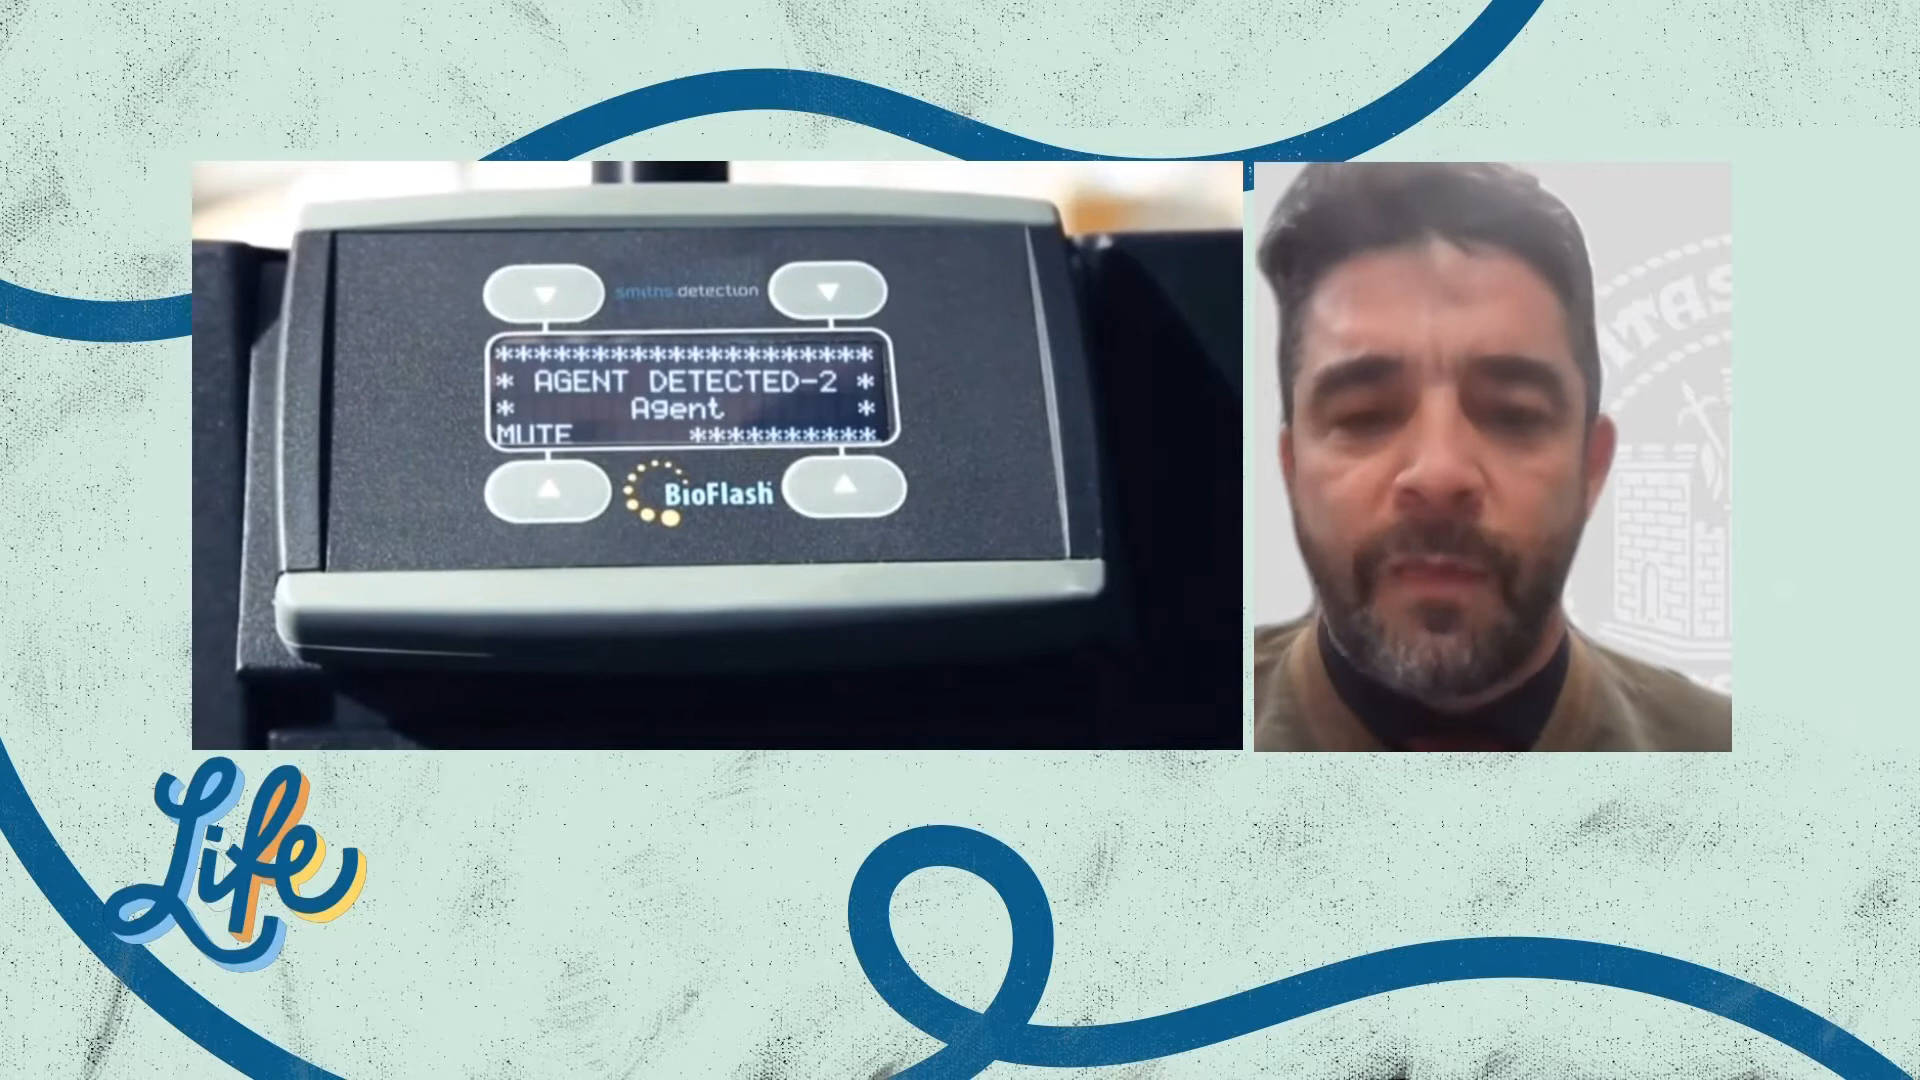 smiths detection
********************
* AGENT DETECTED-2 *
* Agent *
MUTE **********
BioFlash
Life